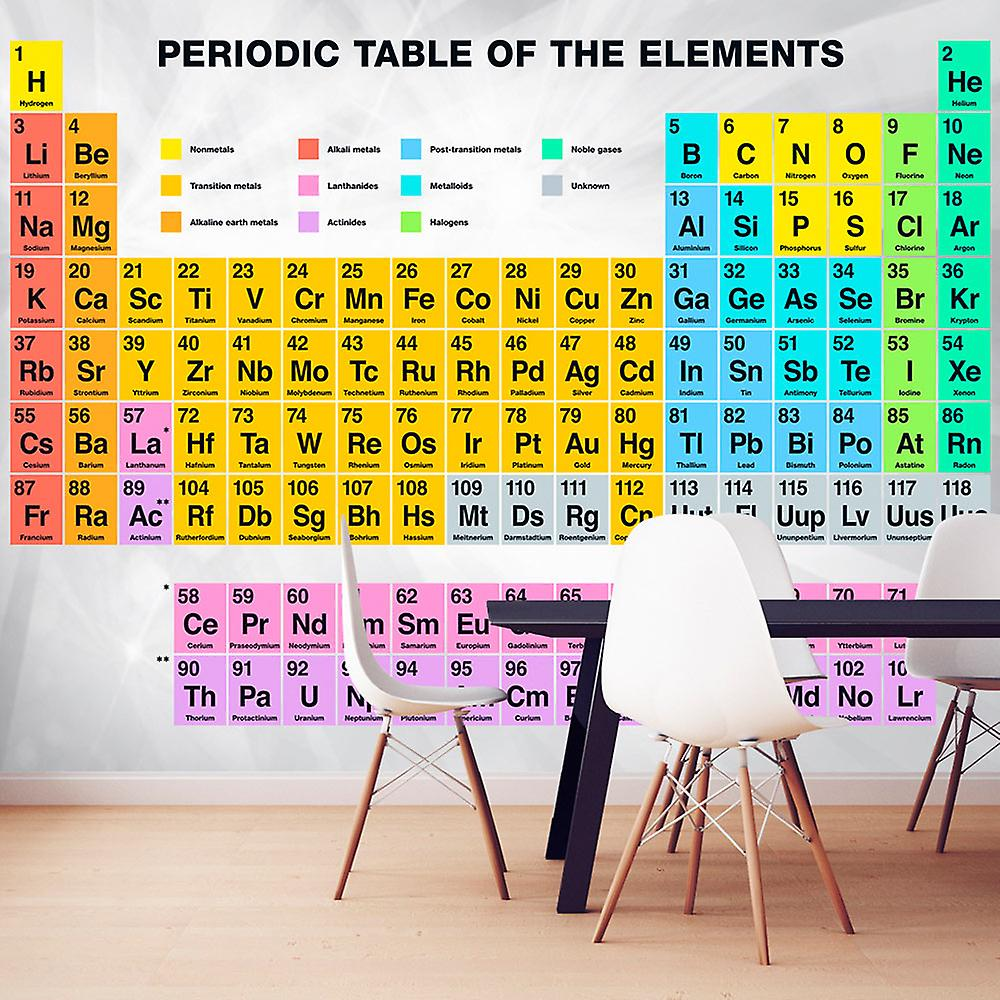 PERIODIC TABLE OF THE ELEMENTS
1 2
H He
Hydrogen Helium
Nonmetals Alkali metals Post-transition metals Noble gases
Transition metals Lanthanides Metalloids Unknown
Alkaline earth metals Actinides Halogens
3 4 5 6 7 8 9 10
Li Be B C N O F Ne
Lithium Beryllium Boron Carbon Nitrogen Oxygen Fluorine Neon
11 12 13 14 15 16 17 18
Na Mg Al Si P S Cl Ar
Sodium Magnesium Aluminium Silicon Phosphorus Sulfur Chlorine Argon
19 20 21 22 23 24 25 26 27 28 29 30 31 32 33 34 35 36
K Ca Sc Ti V Cr Mn Fe Co Ni Cu Zn Ga Ge As Se Br Kr
Potassium Calcium Scandium Titanium Vanadium Chromium Manganese Iron Cobalt Nickel Copper Zinc Gallium Germanium Arsenic Selenium Bromine Krypton
37 38 39 40 41 42 43 44 45 46 47 48 49 50 51 52 53 54
Rb Sr Y Zr Nb Mo Tc Ru Rh Pd Ag Cd In Sn Sb Te I Xe
Rubidium Strontium Yttrium Zirconium Niobium Molybdenum Technetium Ruthenium Rhodium Palladium Silver Cadmium Indium Tin Antimony Tellurium Iodine Xenon
55 56 57 72 73 74 75 76 77 78 79 80 81 82 83 84 85 86
Cs Ba La* Hf Ta W Re Os Ir Pt Au Hg Tl Pb Bi Po At Rn
Cesium Barium Lanthanum Hafnium Tantalum Tungsten Rhenium Osmium Iridium Platinum Gold Mercury Thallium Lead Bismuth Polonium Astatine Radon
87 88 89 104 105 106 107 108 109 110 111 112 113 114 115 116 117 118
Fr Ra Ac** Rf Db Sg Bh Hs Mt Ds Rg Cn Uup Lv Uus
Francium Radium Actinium Rutherfordium Dubnium Seaborgium Bohrium Hassium Meitnerium Darmstadtium Roentgenium Ununpentium Livermorium Ununseptium
* 58 59 60 62 63 64 65 70 71
Ce Pr Nd Sm Eu
Cerium Praseodymium Neodymium Samarium Europium Gadolinium Ytterbium
** 90 91 92 94 95 96 97 102
Th Pa U Cm No Lr
Thorium Protactinium Uranium Plutonium Curium Nobelium Lawrencium